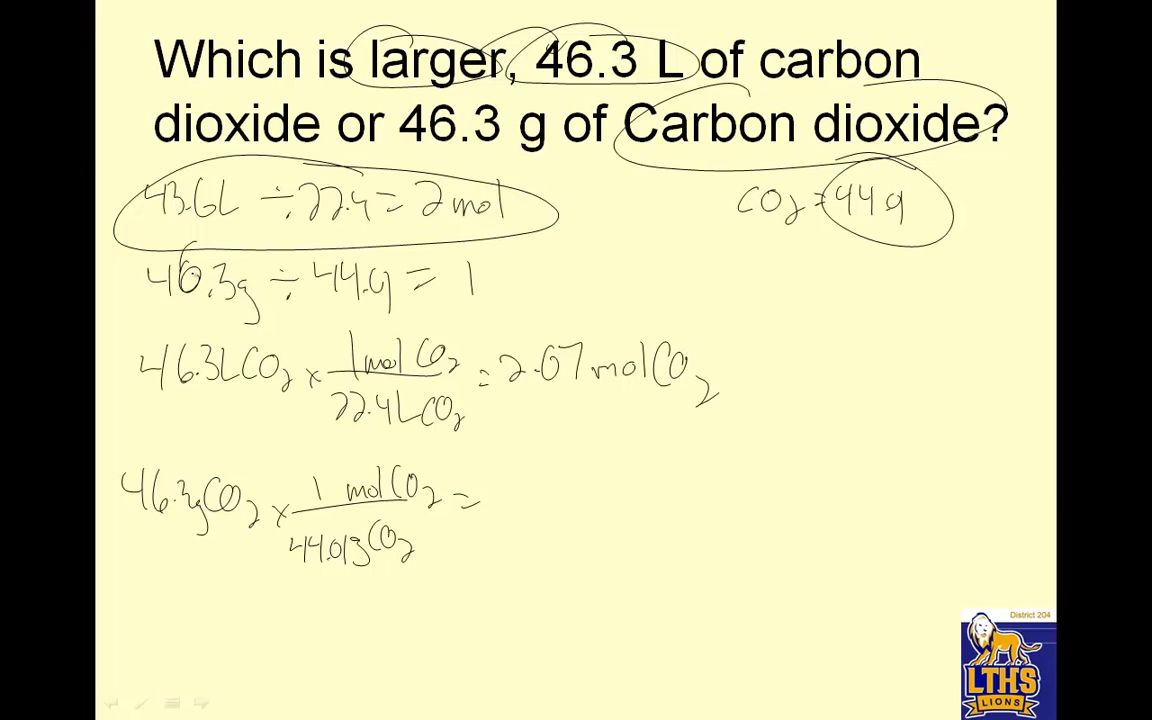 Which is larger, 46.3 L of carbon
dioxide or 46.3 g of Carbon dioxide?
43.6L ÷ 22.4 = 2 mol
CO2 = 44g
46.3g ÷ 44.g = 1
46.3L CO2 × 1 mol CO2 / 22.4L CO2 = 2.07 mol CO2
46.3g CO2 × 1 mol CO2 / 44.01g CO2 =
District 204
LTHS
LIONS